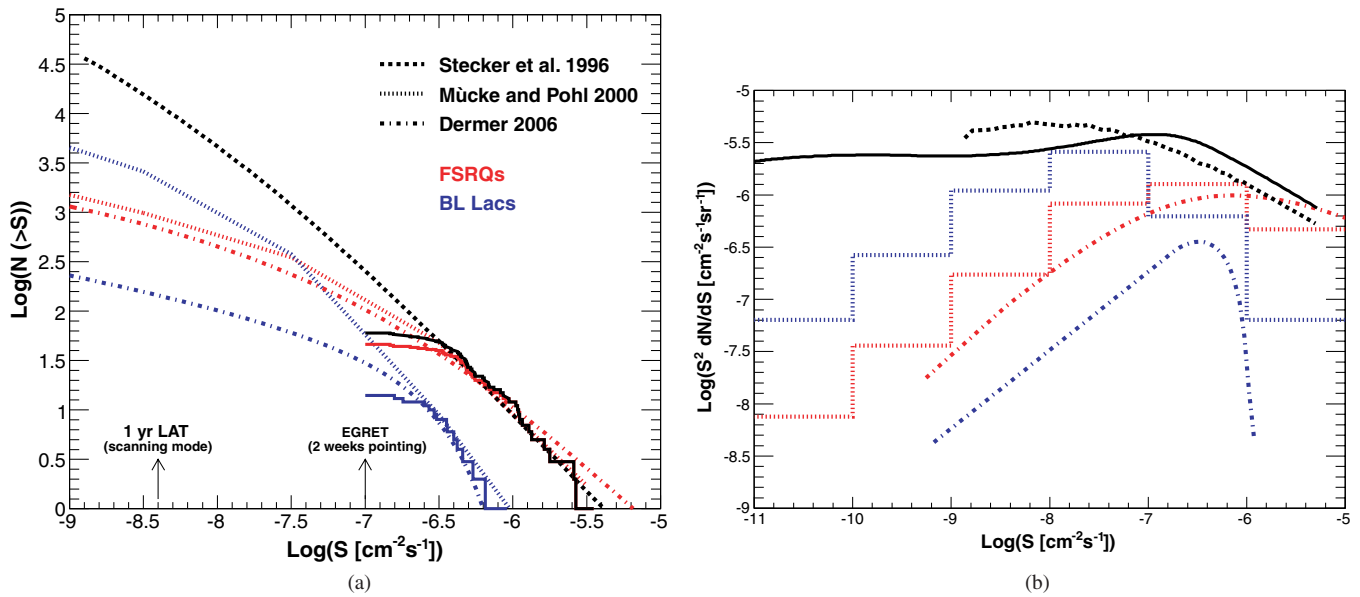 5
4.5
4
3.5
3
2.5
2
1.5
1
0.5
0
Log(N (>S))
Stecker et al. 1996
Mùcke and Pohl 2000
Dermer 2006
FSRQs
BL Lacs
1 yr LAT
(scanning mode)
EGRET
(2 weeks pointing)
-9 -8.5 -8 -7.5 -7 -6.5 -6 -5.5 -5
Log(S [cm-2s-1])
(a)
-5
-5.5
-6
-6.5
-7
-7.5
-8
-8.5
Log(S2 dN/dS [cm-2s-1sr-1])
-11 -10 -9 -8 -7 -6 -5
Log(S [cm-2s-1])
(b)